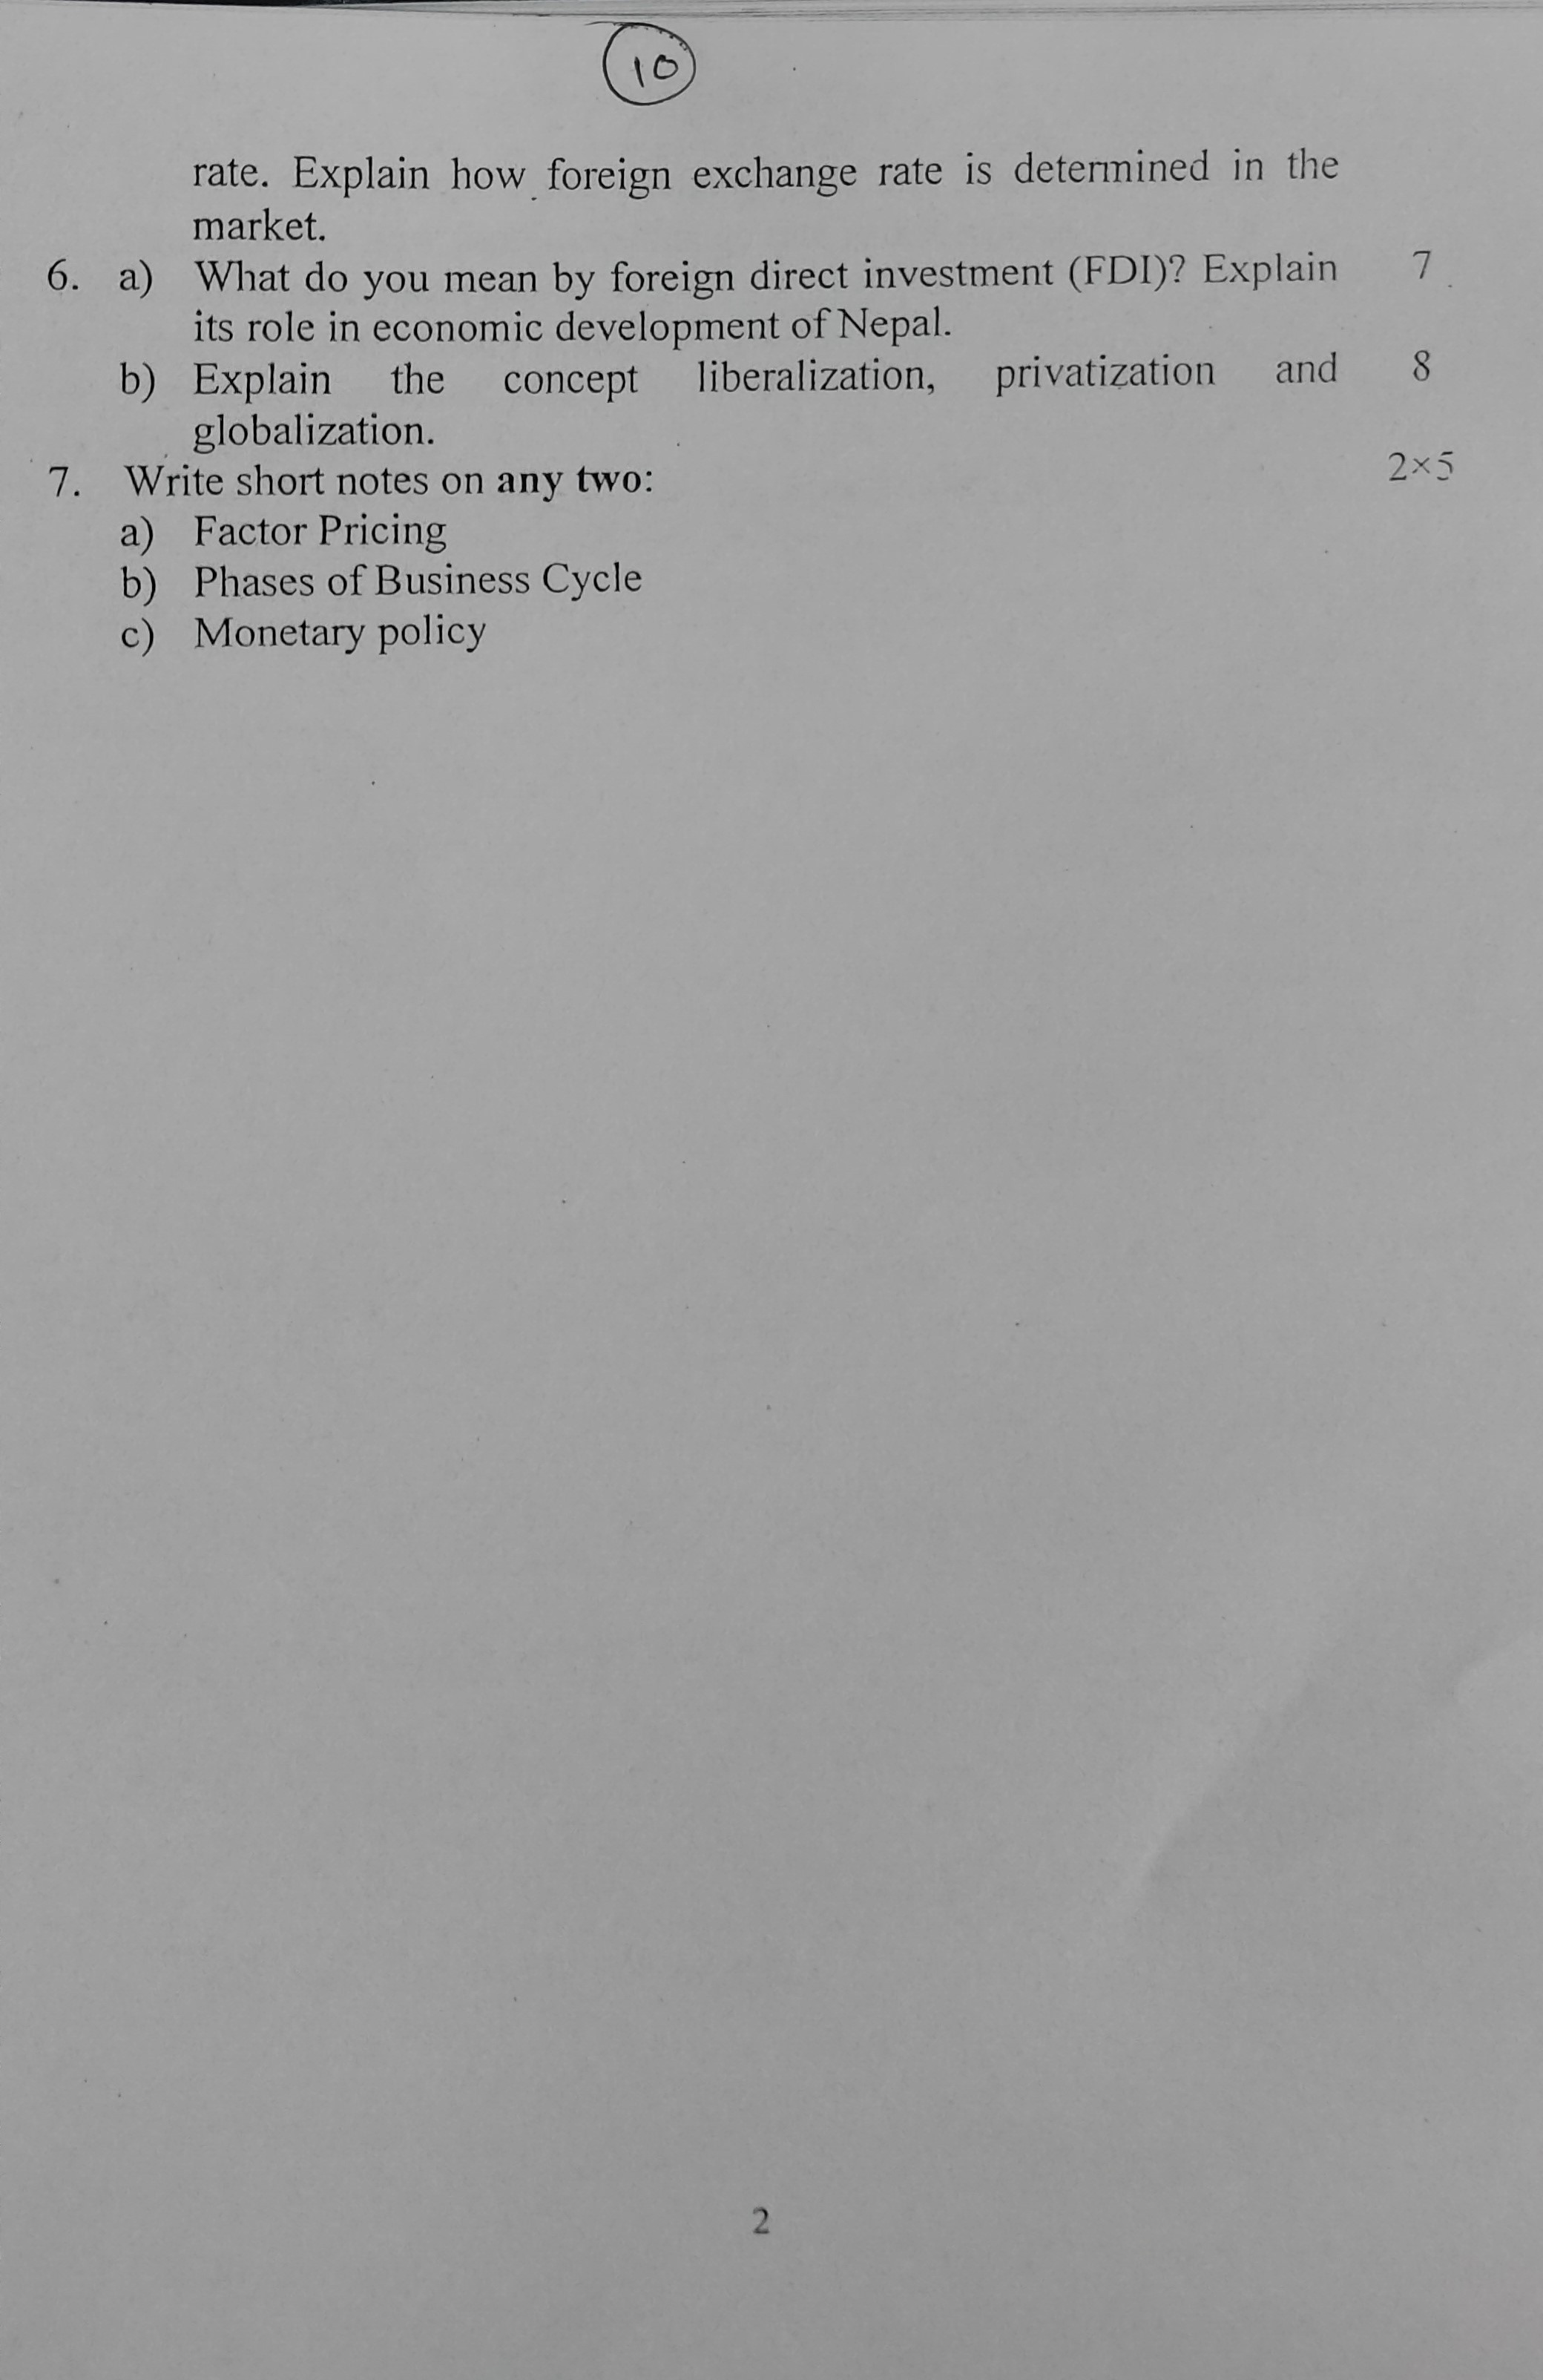 10
rate. Explain how foreign exchange rate is determined in the
market.
6. a) What do you mean by foreign direct investment (FDI)? Explain 7
its role in economic development of Nepal.
b) Explain the concept liberalization, privatization and 8
globalization.
7. Write short notes on any two: 2×5
a) Factor Pricing
b) Phases of Business Cycle
c) Monetary policy
2